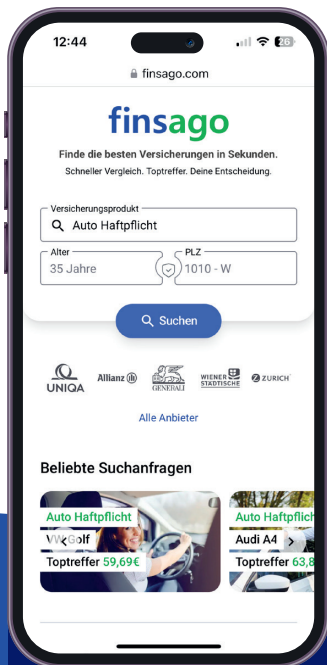 12:44
26
finsago.com
finsago
Finde die besten Versicherungen in Sekunden.
Schneller Vergleich. Toptreffer. Deine Entscheidung.
Versicherungsprodukt
Auto Haftpflicht
Alter
35 Jahre
PLZ
1010 - W
Suchen
UNIQA
Allianz
GENERALI
WIENER
STÄDTISCHE
ZURICH
Alle Anbieter
Beliebte Suchanfragen
Auto Haftpflicht
VW Golf
Toptreffer 59,69€
Auto Haftpflich
Audi A4
Toptreffer 63,8